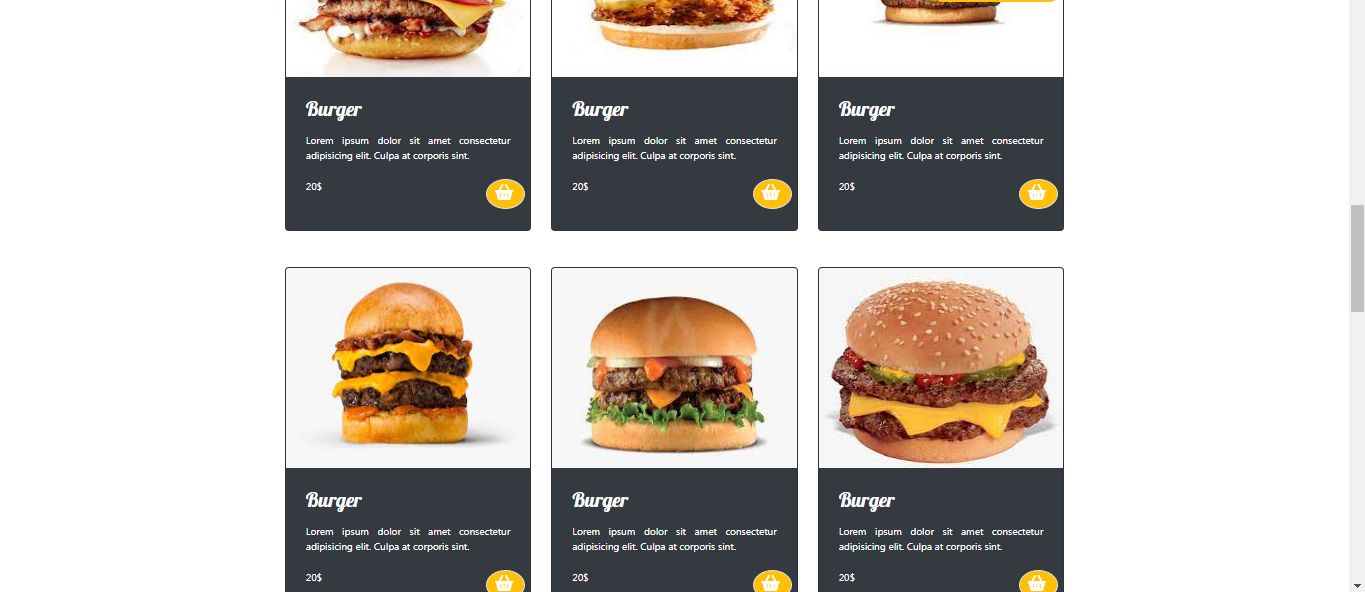 Burger
Lorem ipsum dolor sit amet consectetur
adipisicing elit. Culpa at corporis sint.
20$
Burger
Lorem ipsum dolor sit amet consectetur
adipisicing elit. Culpa at corporis sint.
20$
Burger
Lorem ipsum dolor sit amet consectetur
adipisicing elit. Culpa at corporis sint.
20$
Burger
Lorem ipsum dolor sit amet consectetur
adipisicing elit. Culpa at corporis sint.
20$
Burger
Lorem ipsum dolor sit amet consectetur
adipisicing elit. Culpa at corporis sint.
20$
Burger
Lorem ipsum dolor sit amet consectetur
adipisicing elit. Culpa at corporis sint.
20$